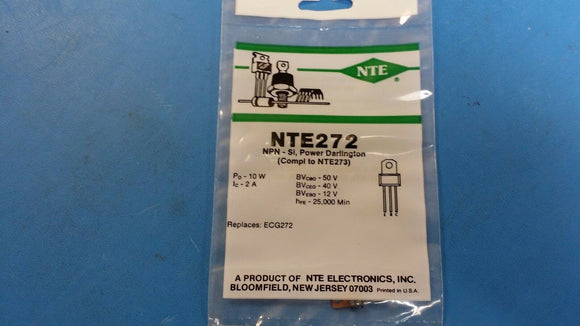 NTE
®
NTE272
NPN - Si, Power Darlington
(Compl to NTE273)
PD - 10 W
IC - 2 A
BVCBO - 50 V
BVCEO - 40 V
BVEBO - 12 V
hFE - 25,000 Min
Replaces: ECG272
A PRODUCT OF NTE ELECTRONICS, INC.
BLOOMFIELD, NEW JERSEY 07003 Printed in U.S.A.